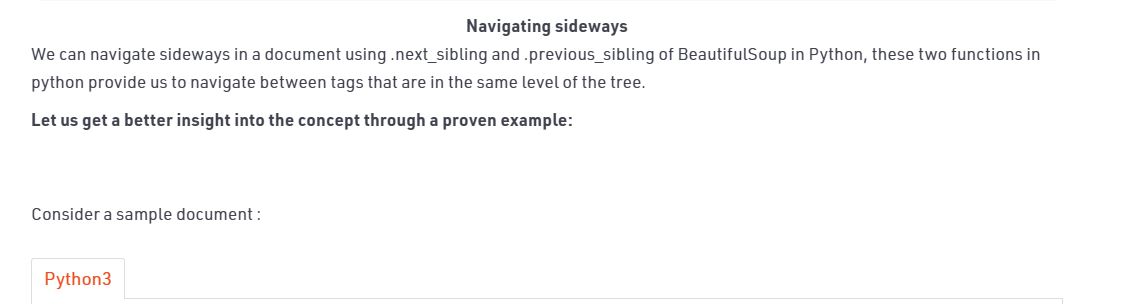 Navigating sideways
We can navigate sideways in a document using .next_sibling and .previous_sibling of BeautifulSoup in Python, these two functions in
python provide us to navigate between tags that are in the same level of the tree.
Let us get a better insight into the concept through a proven example:
Consider a sample document :
Python3